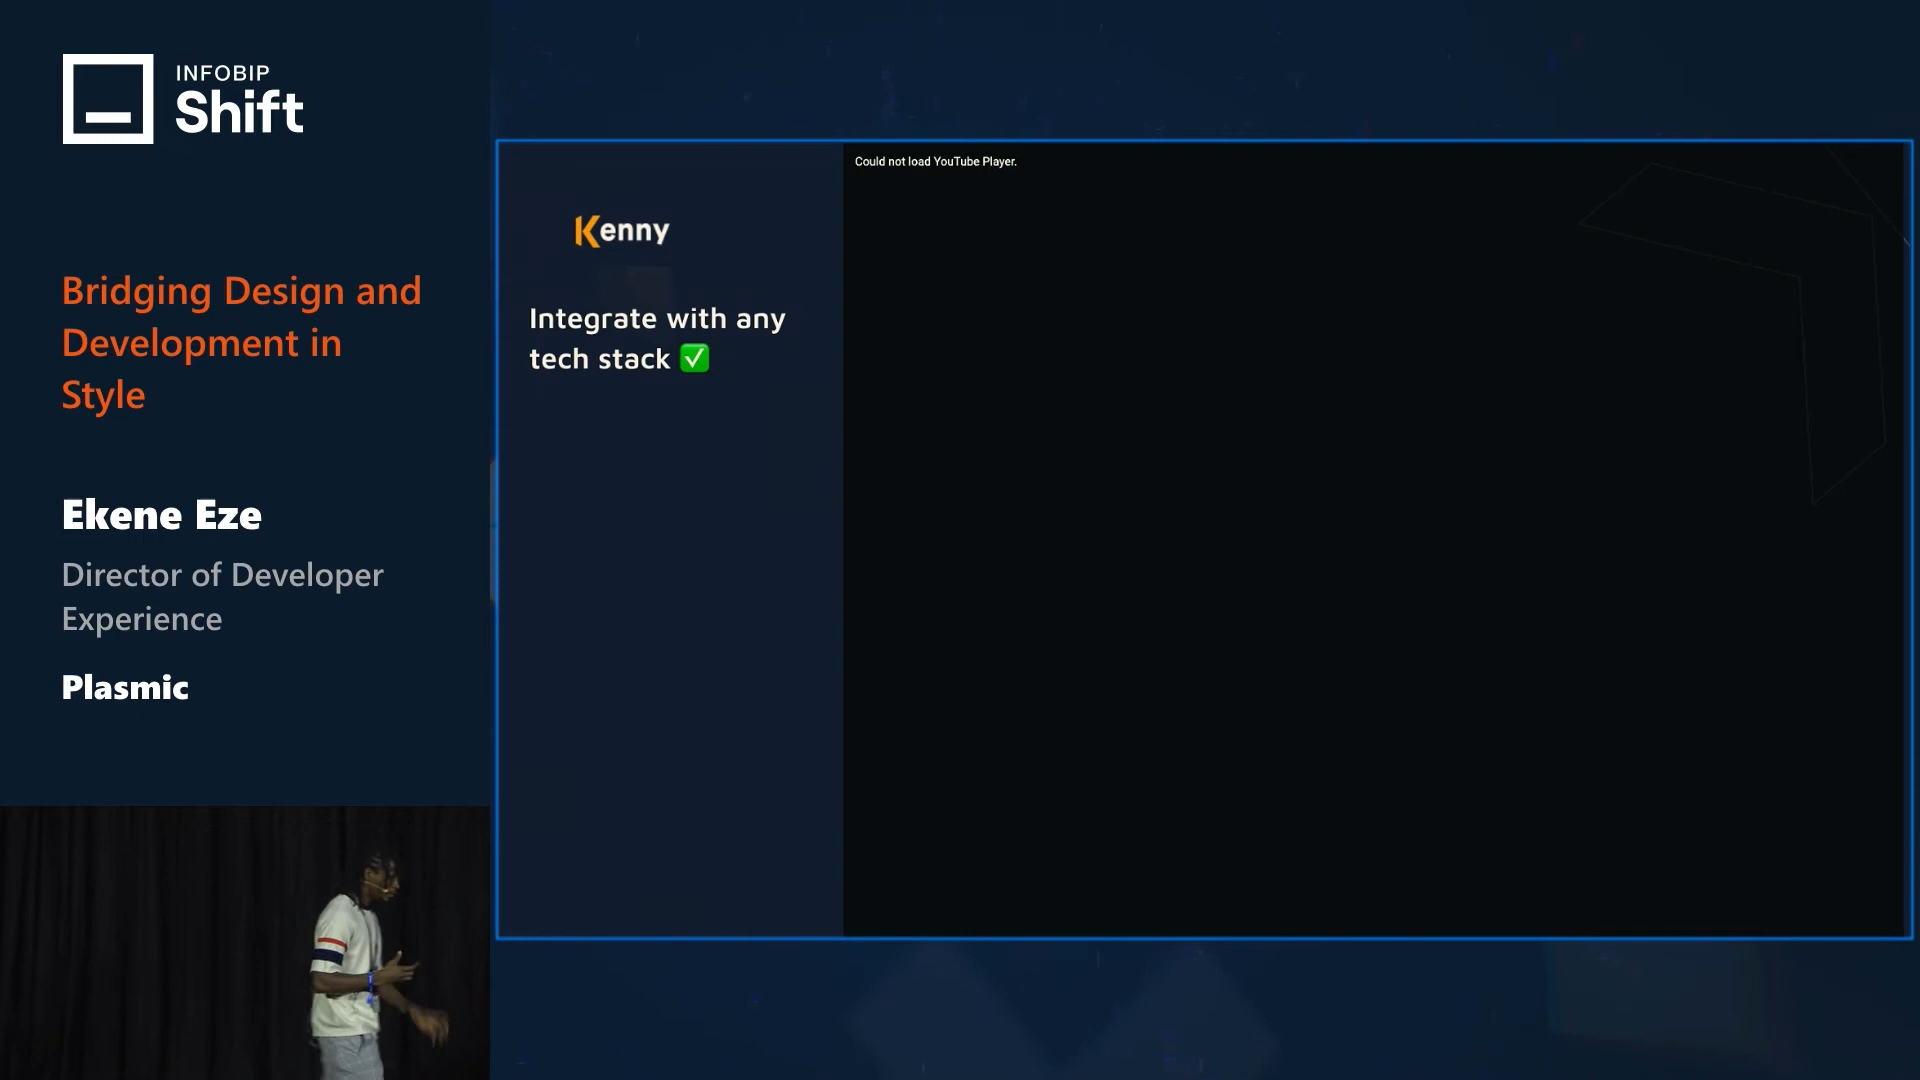 INFOBIP
Shift
Bridging Design and
Development in
Style
Ekene Eze
Director of Developer
Experience
Plasmic
Could not load YouTube Player.
Kenny
Integrate with any
tech stack ✅